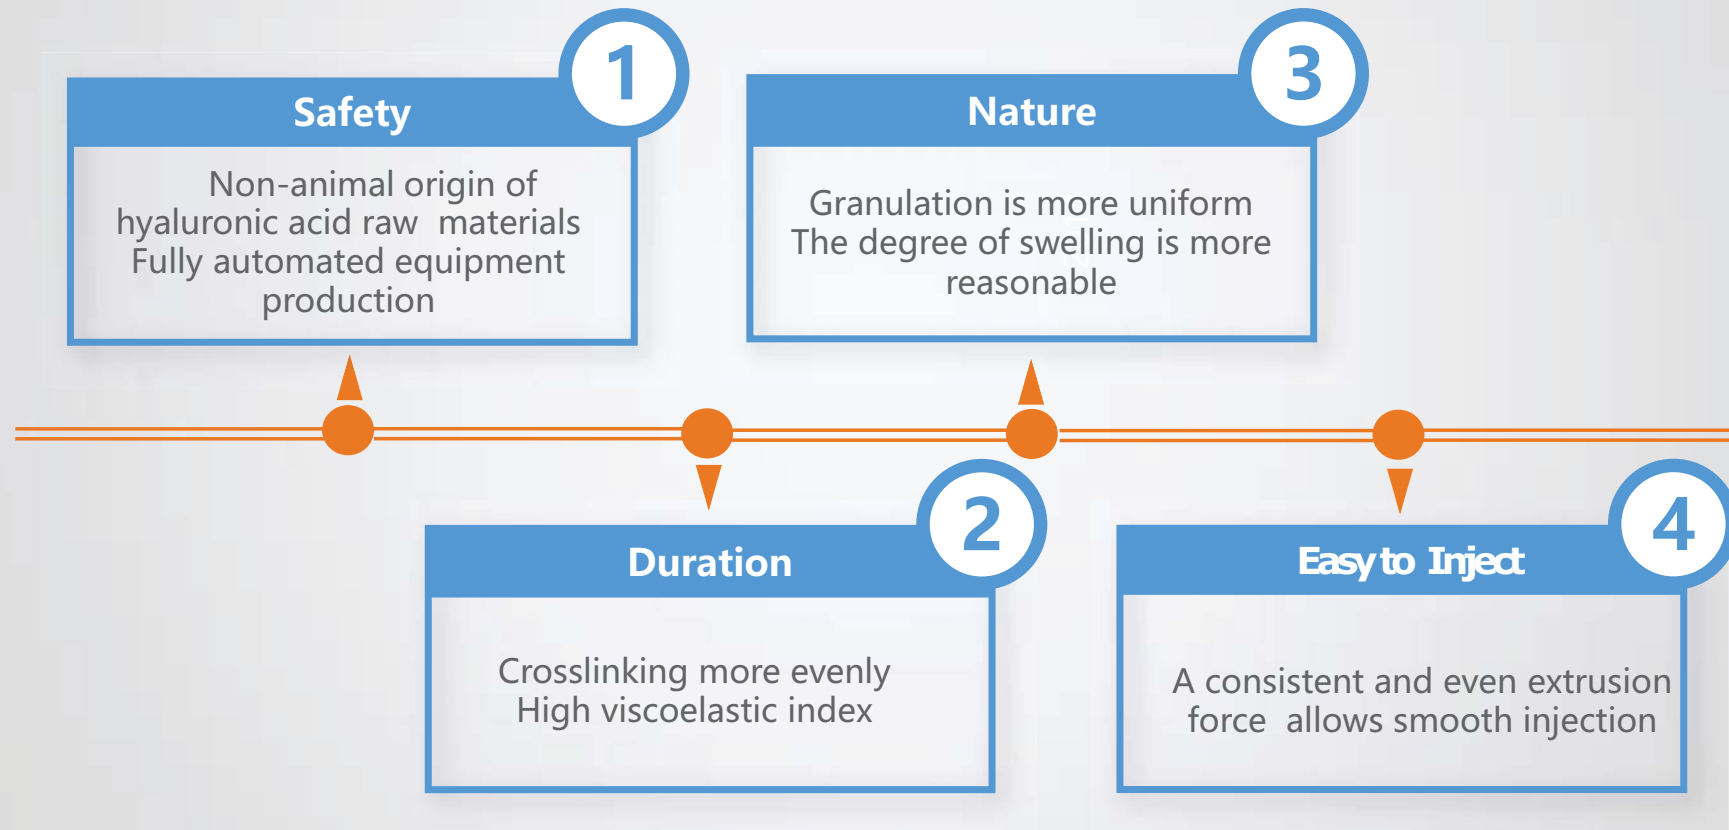 1
Safety
Non-animal origin of
hyaluronic acid raw materials
Fully automated equipment
production
2
Duration
Crosslinking more evenly
High viscoelastic index
3
Nature
Granulation is more uniform
The degree of swelling is more
reasonable
4
Easy to Inject
A consistent and even extrusion
force allows smooth injection